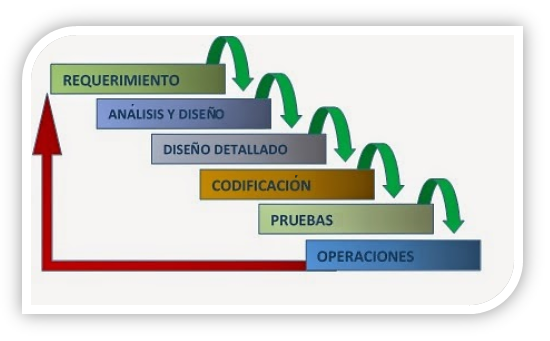 REQUERIMIENTO
ANÁLISIS Y DISEÑO
DISEÑO DETALLADO
CODIFICACIÓN
PRUEBAS
OPERACIONES